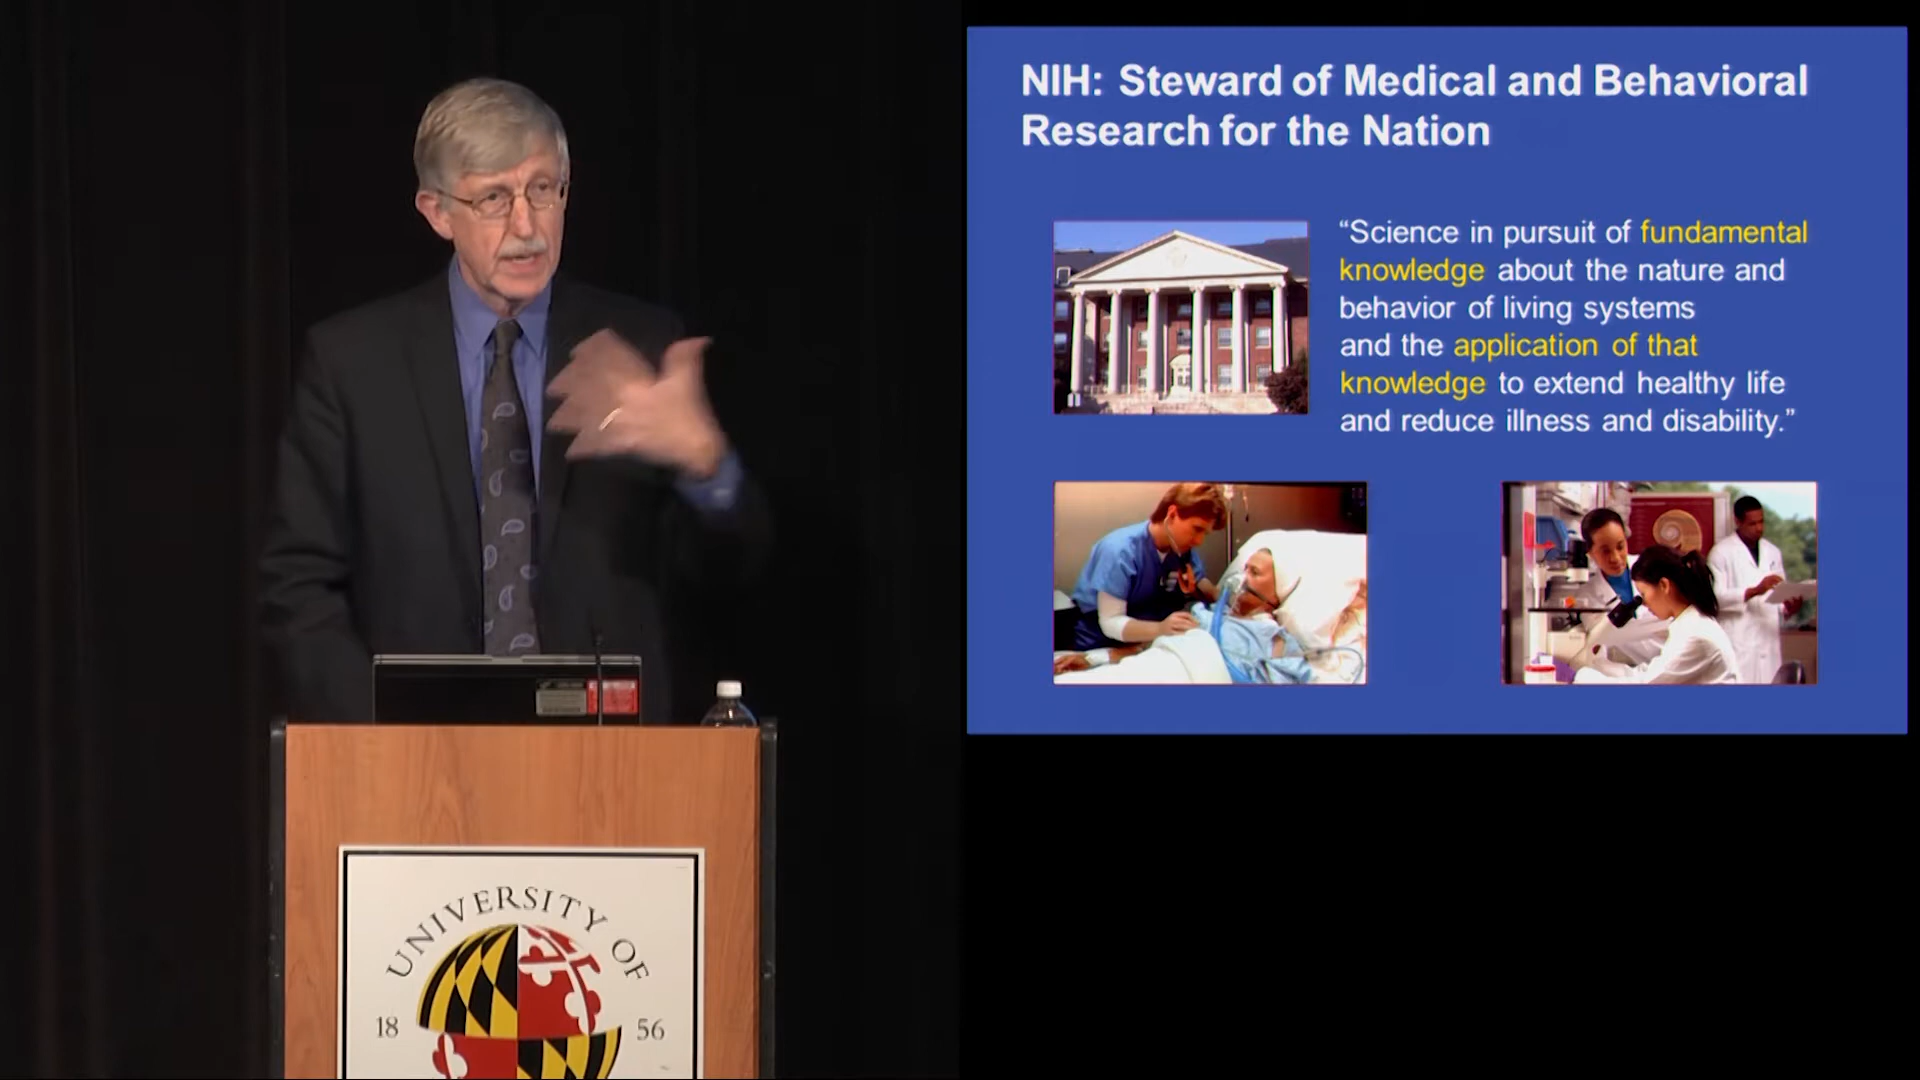 NIH: Steward of Medical and Behavioral
Research for the Nation
“Science in pursuit of fundamental
knowledge about the nature and
behavior of living systems
and the application of that
knowledge to extend healthy life
and reduce illness and disability.”
UNIVERSITY OF
18 56